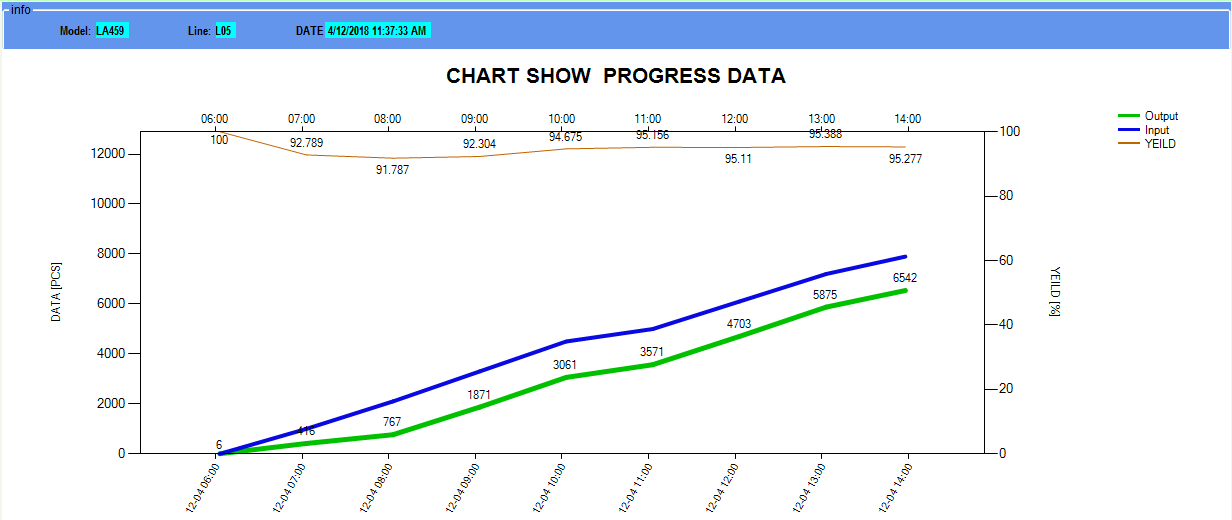 info
Model: LA459 Line: L05 DATE 4/12/2018 11:37:33 AM
CHART SHOW PROGRESS DATA
06:00 07:00 08:00 09:00 10:00 11:00 12:00 13:00 14:00
Output
Input
YEILD
100 92.789 91.787 92.304 94.675 95.156 95.11 95.388 95.277
12000
10000
8000
6000
4000
2000
0
DATA [PCS]
6 416 767 1871 3061 3571 4703 5875 6542
100
80
60
40
20
0
YEILD [%]
12-04 06:00 12-04 07:00 12-04 08:00 12-04 09:00 12-04 10:00 12-04 11:00 12-04 12:00 12-04 13:00 12-04 14:00